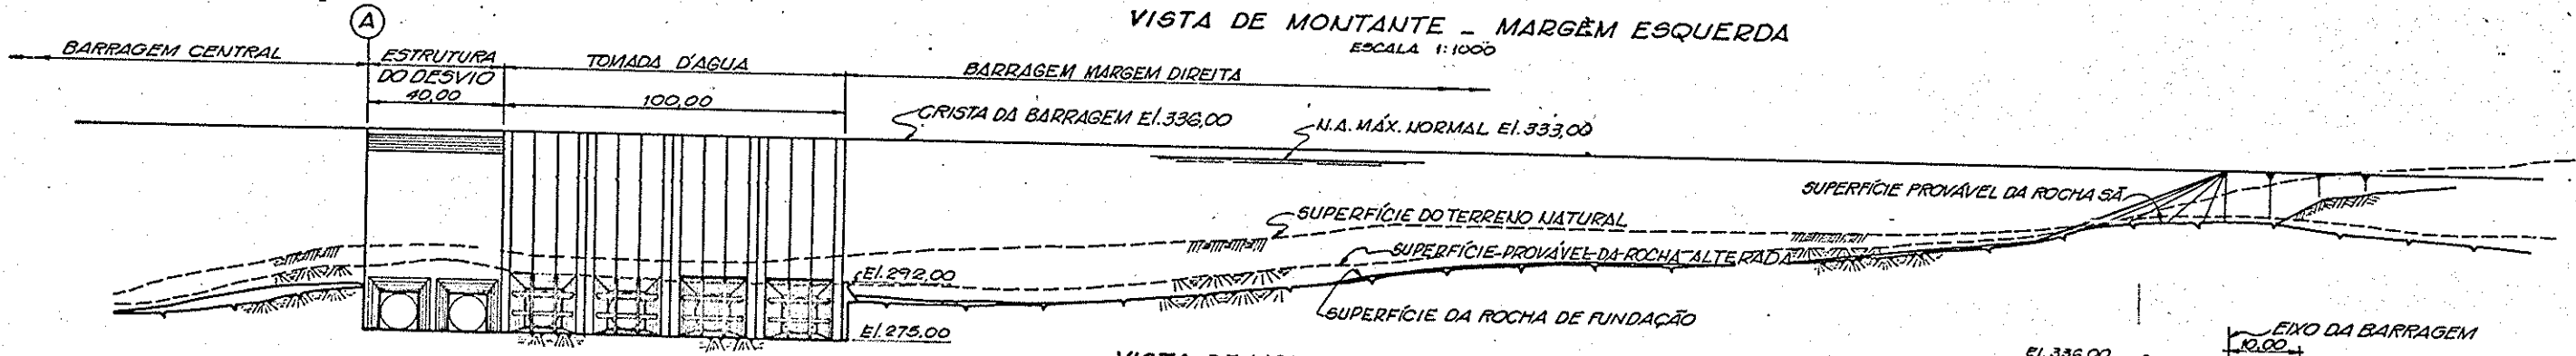 VISTA DE MONTANTE - MARGEM ESQUERDA
ESCALA 1:1000
A
BARRAGEM CENTRAL
ESTRUTURA
DO DESVIO
40,00
TOMADA D'AGUA
100,00
BARRAGEM MARGEM DIREITA
CRISTA DA BARRAGEM El.336,00
N.A. MÁX. NORMAL El.333,00
SUPERFÍCIE PROVÁVEL DA ROCHA SÃ
SUPERFÍCIE DO TERRENO NATURAL
SUPERFÍCIE PROVÁVEL DA ROCHA ALTERADA
El.292,00
SUPERFÍCIE DA ROCHA DE FUNDAÇÃO
El.275,00
EIXO DA BARRAGEM
10,00
El.336,00